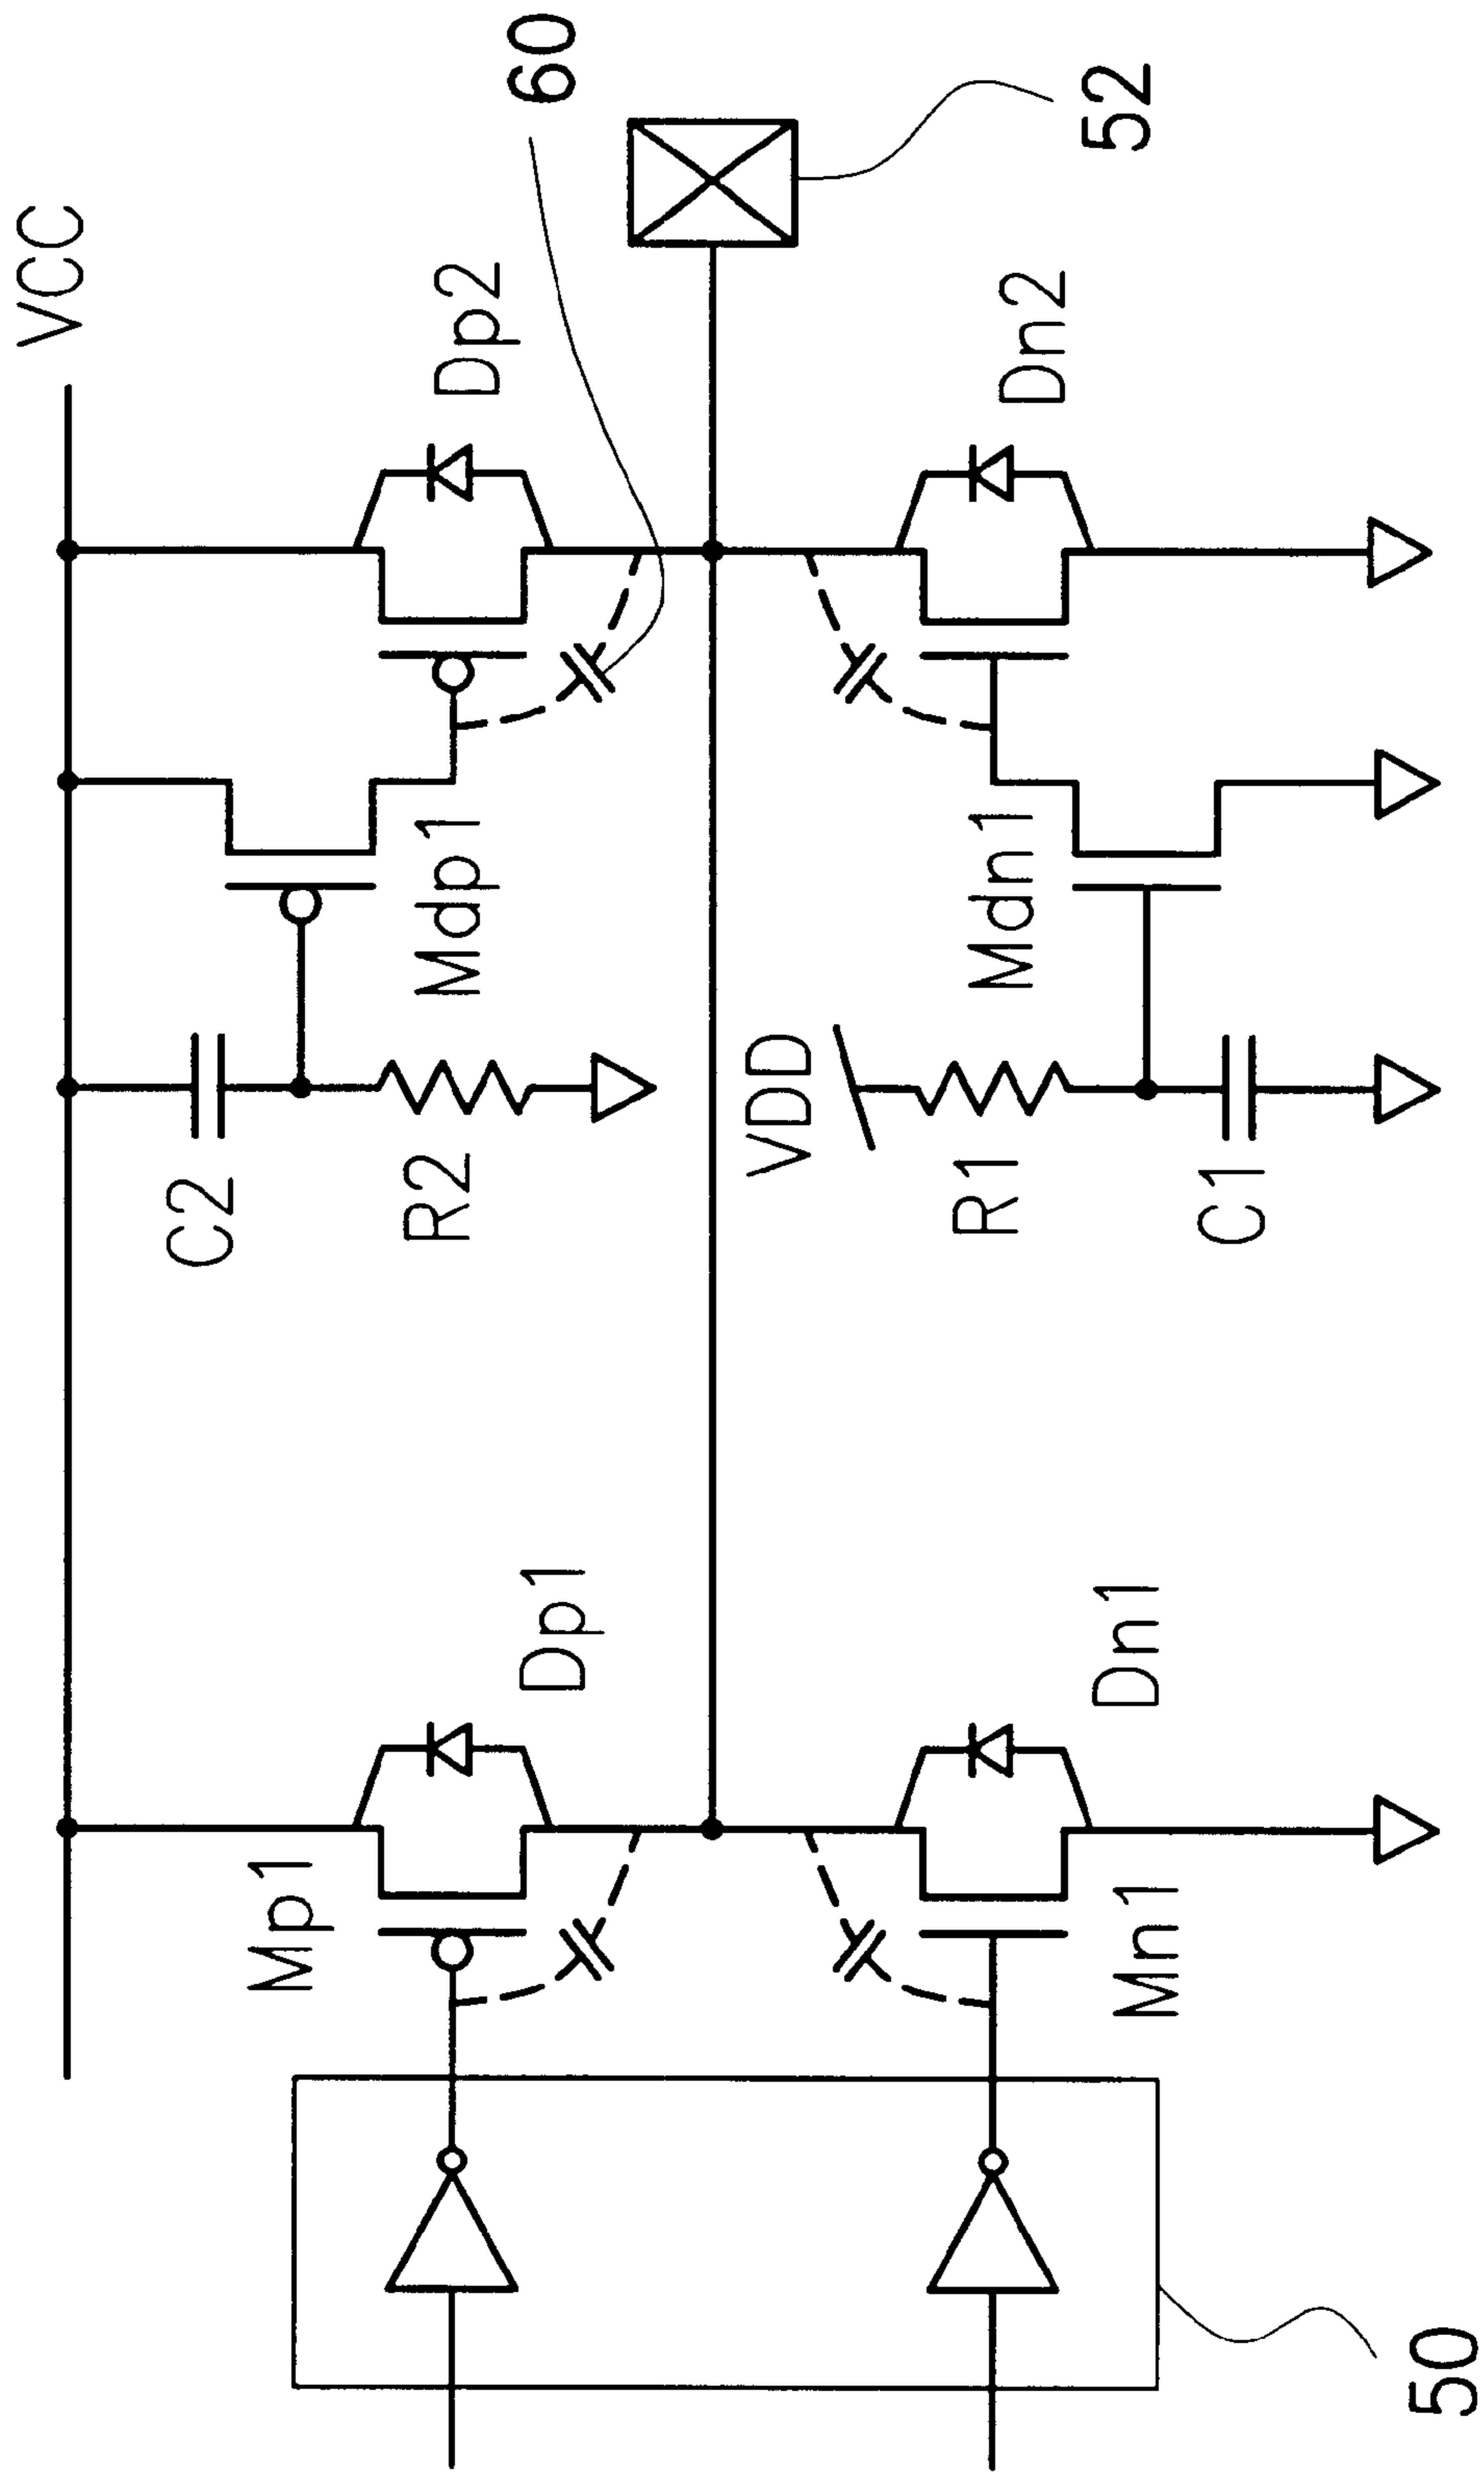 VCC
60
52
Dp2
Dn2
Mdp1
Mdn1
C2
R2
VDD
R1
C1
Mp1
Dp1
Dn1
Mn1
50